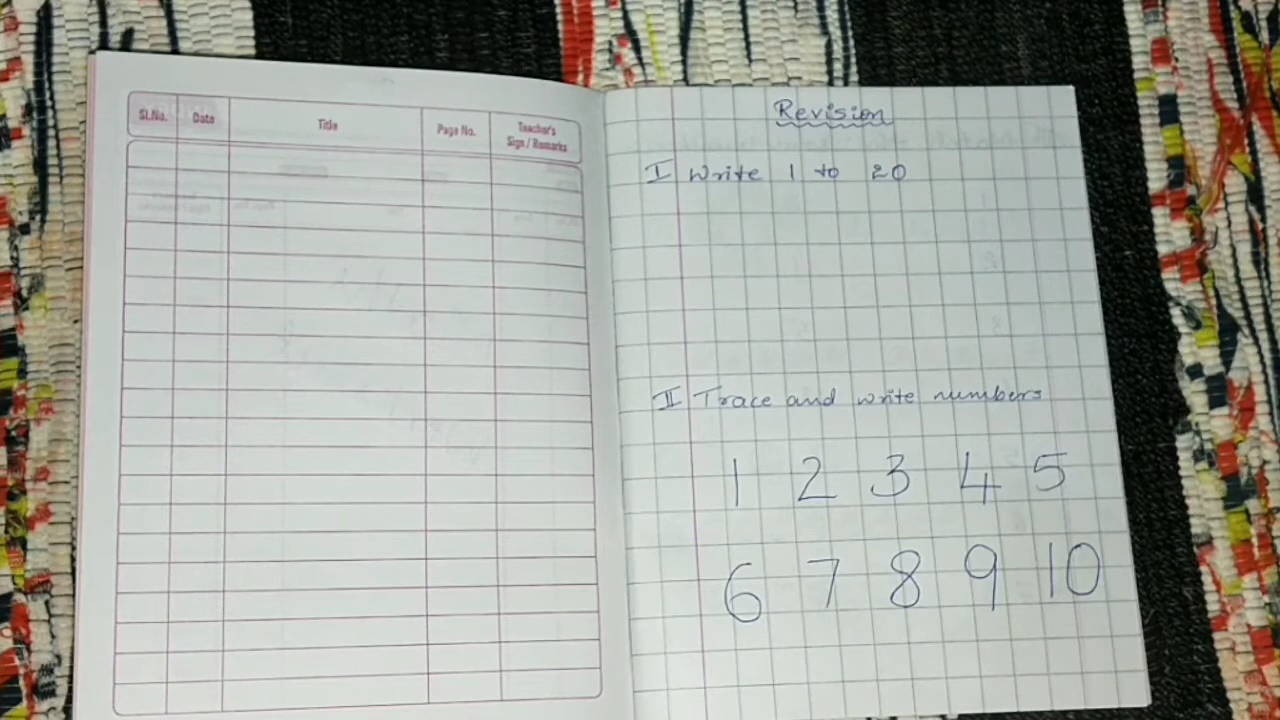 Sl.No. Date Title Page No. Teacher's Sign / Remarks
Revision
I Write 1 to 20
II Trace and write numbers
1 2 3 4 5
6 7 8 9 10